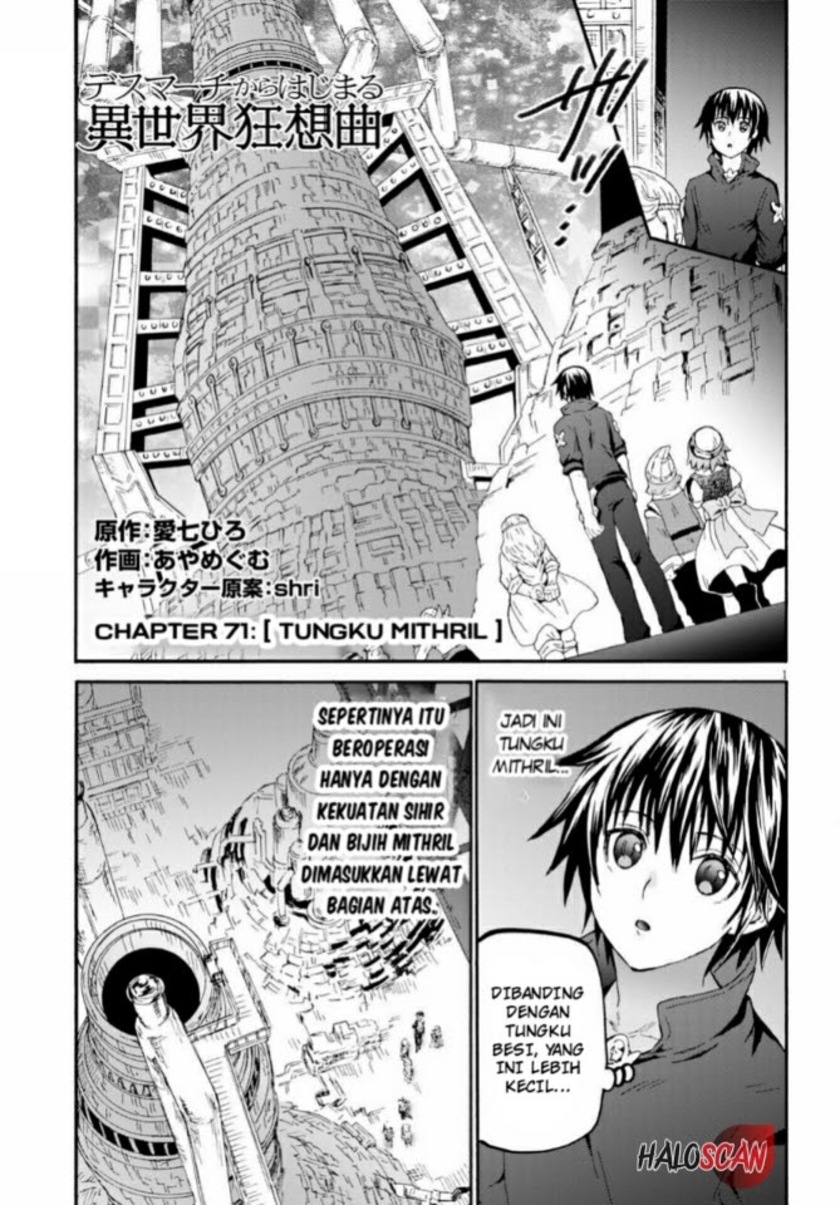 デスマーチからはじまる
異世界狂想曲
原作：愛七ひろ
作画：あやめぐむ
キャラクター原案：shri
CHAPTER 71: [ TUNGKU MITHRIL ]
1
JADI INI
TUNGKU
MITHRIL...
DIBANDING
DENGAN
TUNGKU
BESI, YANG
INI LEBIH
KECIL...
SEPERTINYA ITU
BEROPERASI
HANYA DENGAN
KEKUATAN SIHIR
DAN BIJIH MITHRIL
DIMASUKKAN LEWAT
BAGIAN ATAS.
HALOSCAN